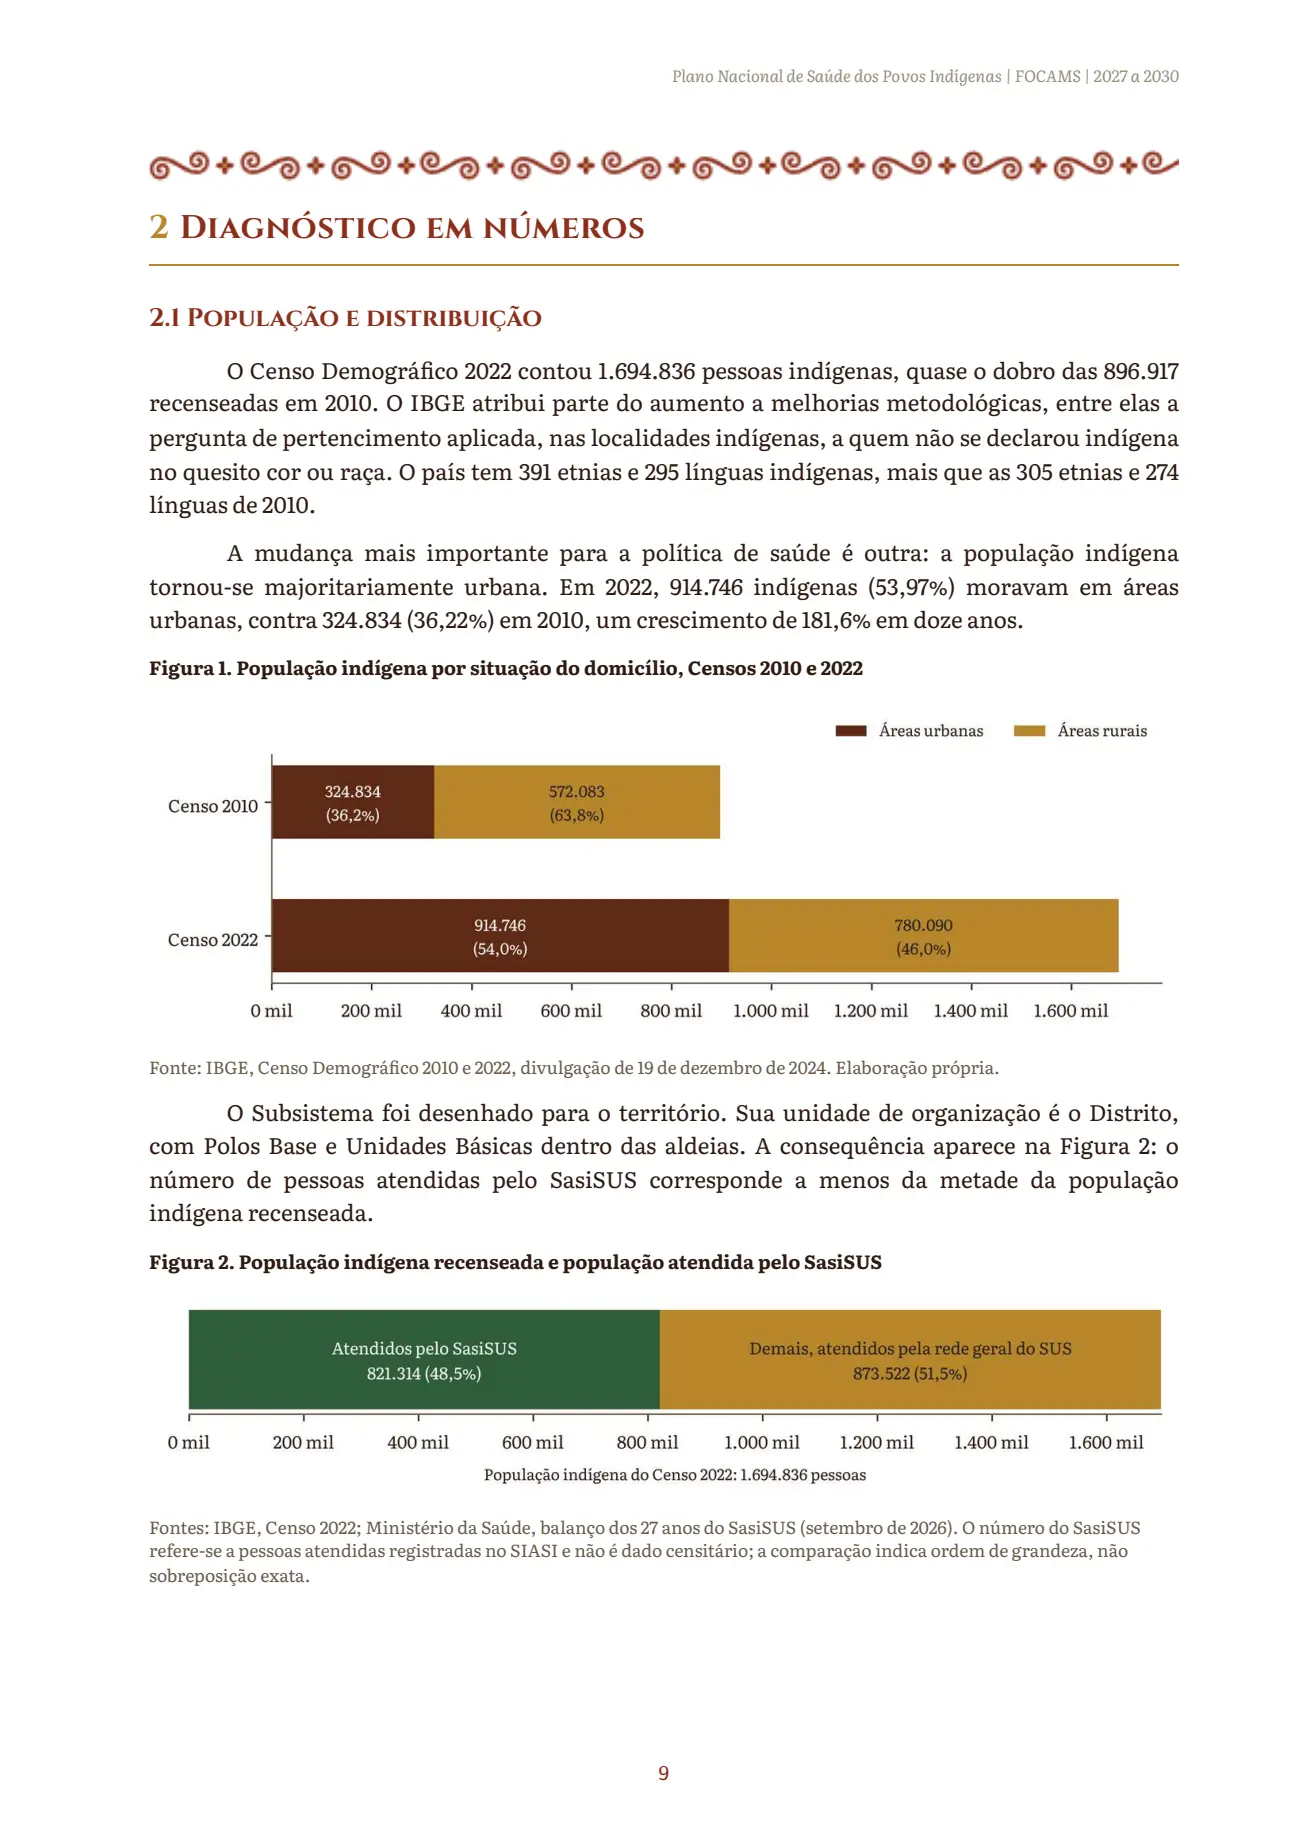 Plano Nacional de Saúde dos Povos Indígenas | FOCAMS | 2027 a 2030
2 Diagnóstico em números
2.1 População e distribuição
O Censo Demográfico 2022 contou 1.694.836 pessoas indígenas, quase o dobro das 896.917
recenseadas em 2010. O IBGE atribui parte do aumento a melhorias metodológicas, entre elas a
pergunta de pertencimento aplicada, nas localidades indígenas, a quem não se declarou indígena
no quesito cor ou raça. O país tem 391 etnias e 295 línguas indígenas, mais que as 305 etnias e 274
línguas de 2010.
A mudança mais importante para a política de saúde é outra: a população indígena
tornou-se majoritariamente urbana. Em 2022, 914.746 indígenas (53,97%) moravam em áreas
urbanas, contra 324.834 (36,22%) em 2010, um crescimento de 181,6% em doze anos.
Figura 1. População indígena por situação do domicílio, Censos 2010 e 2022
Áreas urbanas Áreas rurais
Censo 2010
324.834 572.083
(36,2%) (63,8%)
Censo 2022
914.746 780.090
(54,0%) (46,0%)
0 mil 200 mil 400 mil 600 mil 800 mil 1.000 mil 1.200 mil 1.400 mil 1.600 mil
Fonte: IBGE, Censo Demográfico 2010 e 2022, divulgação de 19 de dezembro de 2024. Elaboração própria.
O Subsistema foi desenhado para o território. Sua unidade de organização é o Distrito,
com Polos Base e Unidades Básicas dentro das aldeias. A consequência aparece na Figura 2: o
número de pessoas atendidas pelo SasiSUS corresponde a menos da metade da população
indígena recenseada.
Figura 2. População indígena recenseada e população atendida pelo SasiSUS
Atendidos pelo SasiSUS Demais, atendidos pela rede geral do SUS
821.314 (48,5%) 873.522 (51,5%)
0 mil 200 mil 400 mil 600 mil 800 mil 1.000 mil 1.200 mil 1.400 mil 1.600 mil
População indígena do Censo 2022: 1.694.836 pessoas
Fontes: IBGE, Censo 2022; Ministério da Saúde, balanço dos 27 anos do SasiSUS (setembro de 2026). O número do SasiSUS
refere-se a pessoas atendidas registradas no SIASI e não é dado censitário; a comparação indica ordem de grandeza, não
sobreposição exata.
9